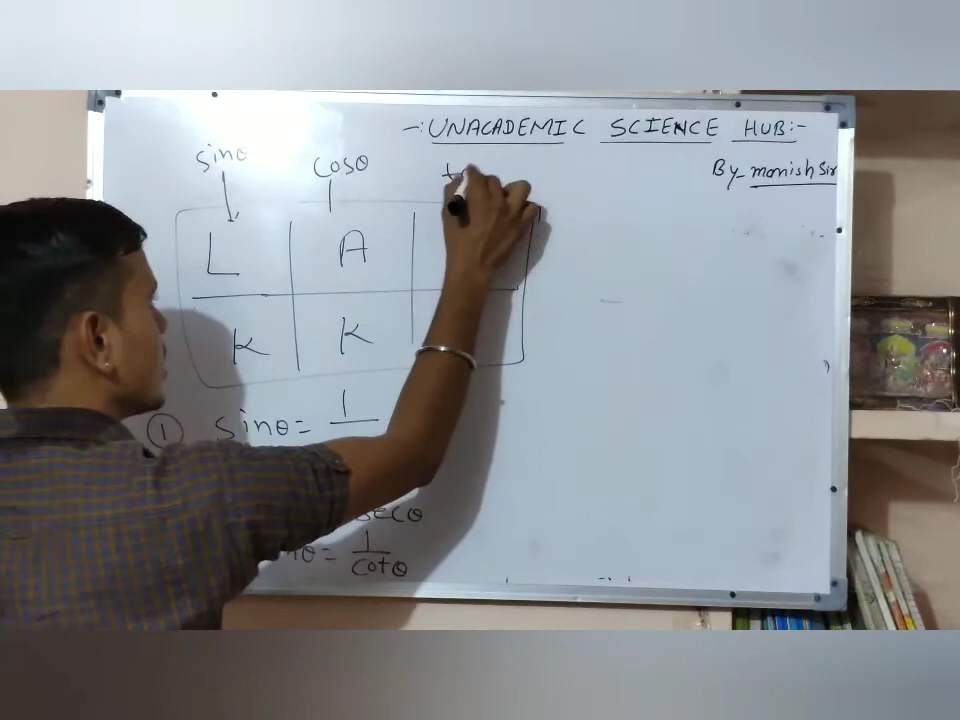 -: UNACADEMIC SCIENCE HUB:-
By- monish Sir
sinθ cosθ
L A
K K
① sinθ = 1
secθ
θ = 1
cotθ